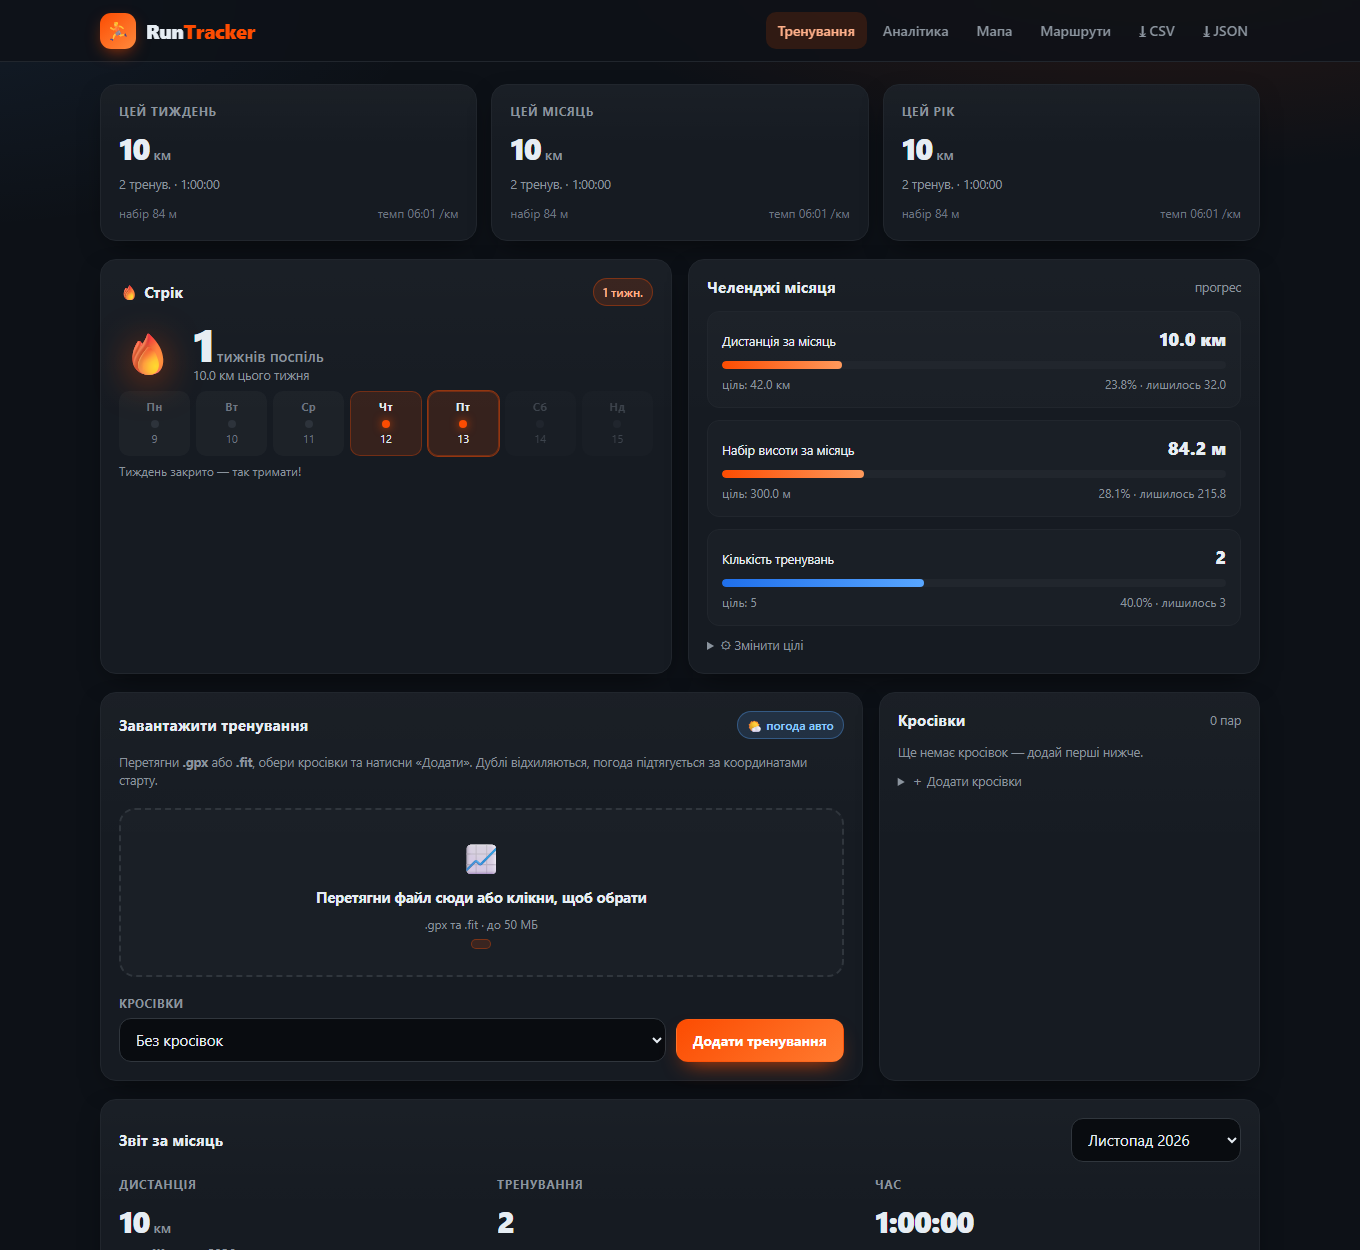 RunTracker
Тренування
Аналітика
Мапа
Маршрути
⤓ CSV
⤓ JSON
ЦЕЙ ТИЖДЕНЬ
10 км
2 тренув. · 1:00:00
набір 84 м
темп 06:01 /км
ЦЕЙ МІСЯЦЬ
10 км
2 тренув. · 1:00:00
набір 84 м
темп 06:01 /км
ЦЕЙ РІК
10 км
2 тренув. · 1:00:00
набір 84 м
темп 06:01 /км
Стрік
1 тижн.
1 тижнів поспіль
10.0 км цього тижня
Пн
9
Вт
10
Ср
11
Чт
12
Пт
13
Сб
14
Нд
15
Тиждень закрито — так тримати!
Челенджі місяця
прогрес
Дистанція за місяць
10.0 км
ціль: 42.0 км
23.8% · лишилось 32.0
Набір висоти за місяць
84.2 м
ціль: 300.0 м
28.1% · лишилось 215.8
Кількість тренувань
2
ціль: 5
40.0% · лишилось 3
⚙ Змінити цілі
Завантажити тренування
погода авто
Перетягни .gpx або .fit, обери кросівки та натисни «Додати». Дублі відхиляються, погода підтягується за координатами
старту.
Перетягни файл сюди або клікни, щоб обрати
.gpx та .fit · до 50 МБ
КРОСІВКИ
Без кросівок
Додати тренування
Кросівки
0 пар
Ще немає кросівок — додай перші нижче.
+ Додати кросівки
Звіт за місяць
Листопад 2026
ДИСТАНЦІЯ
10 км
ТРЕНУВАННЯ
2
ЧАС
1:00:00